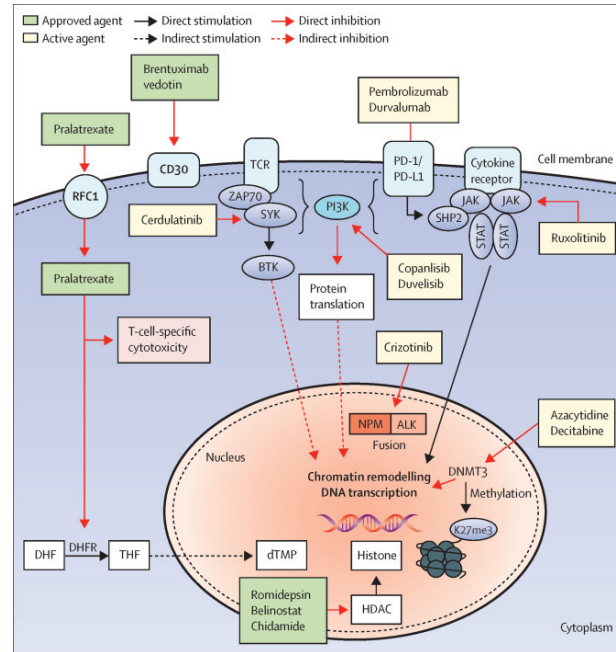 Approved agent
Active agent
Direct stimulation
Indirect stimulation
Direct inhibition
Indirect inhibition
Brentuximab
vedotin
Pralatrexate
Pembrolizumab
Durvalumab
Cell membrane
RFC1
CD30
TCR
ZAP70
SYK
PI3K
PD-1/
PD-L1
Cytokine
receptor
JAK
JAK
SHP2
STAT
STAT
Cerdulatinib
Ruxolitinib
BTK
Copanlisib
Duvelisib
Pralatrexate
Protein
translation
T-cell-specific
cytotoxicity
Crizotinib
NPM
ALK
Fusion
Azacytidine
Decitabine
Nucleus
Chromatin remodelling
DNA transcription
DNMT3
Methylation
K27me3
DHF
DHFR
THF
dTMP
Histone
HDAC
Romidepsin
Belinostat
Chidamide
Cytoplasm